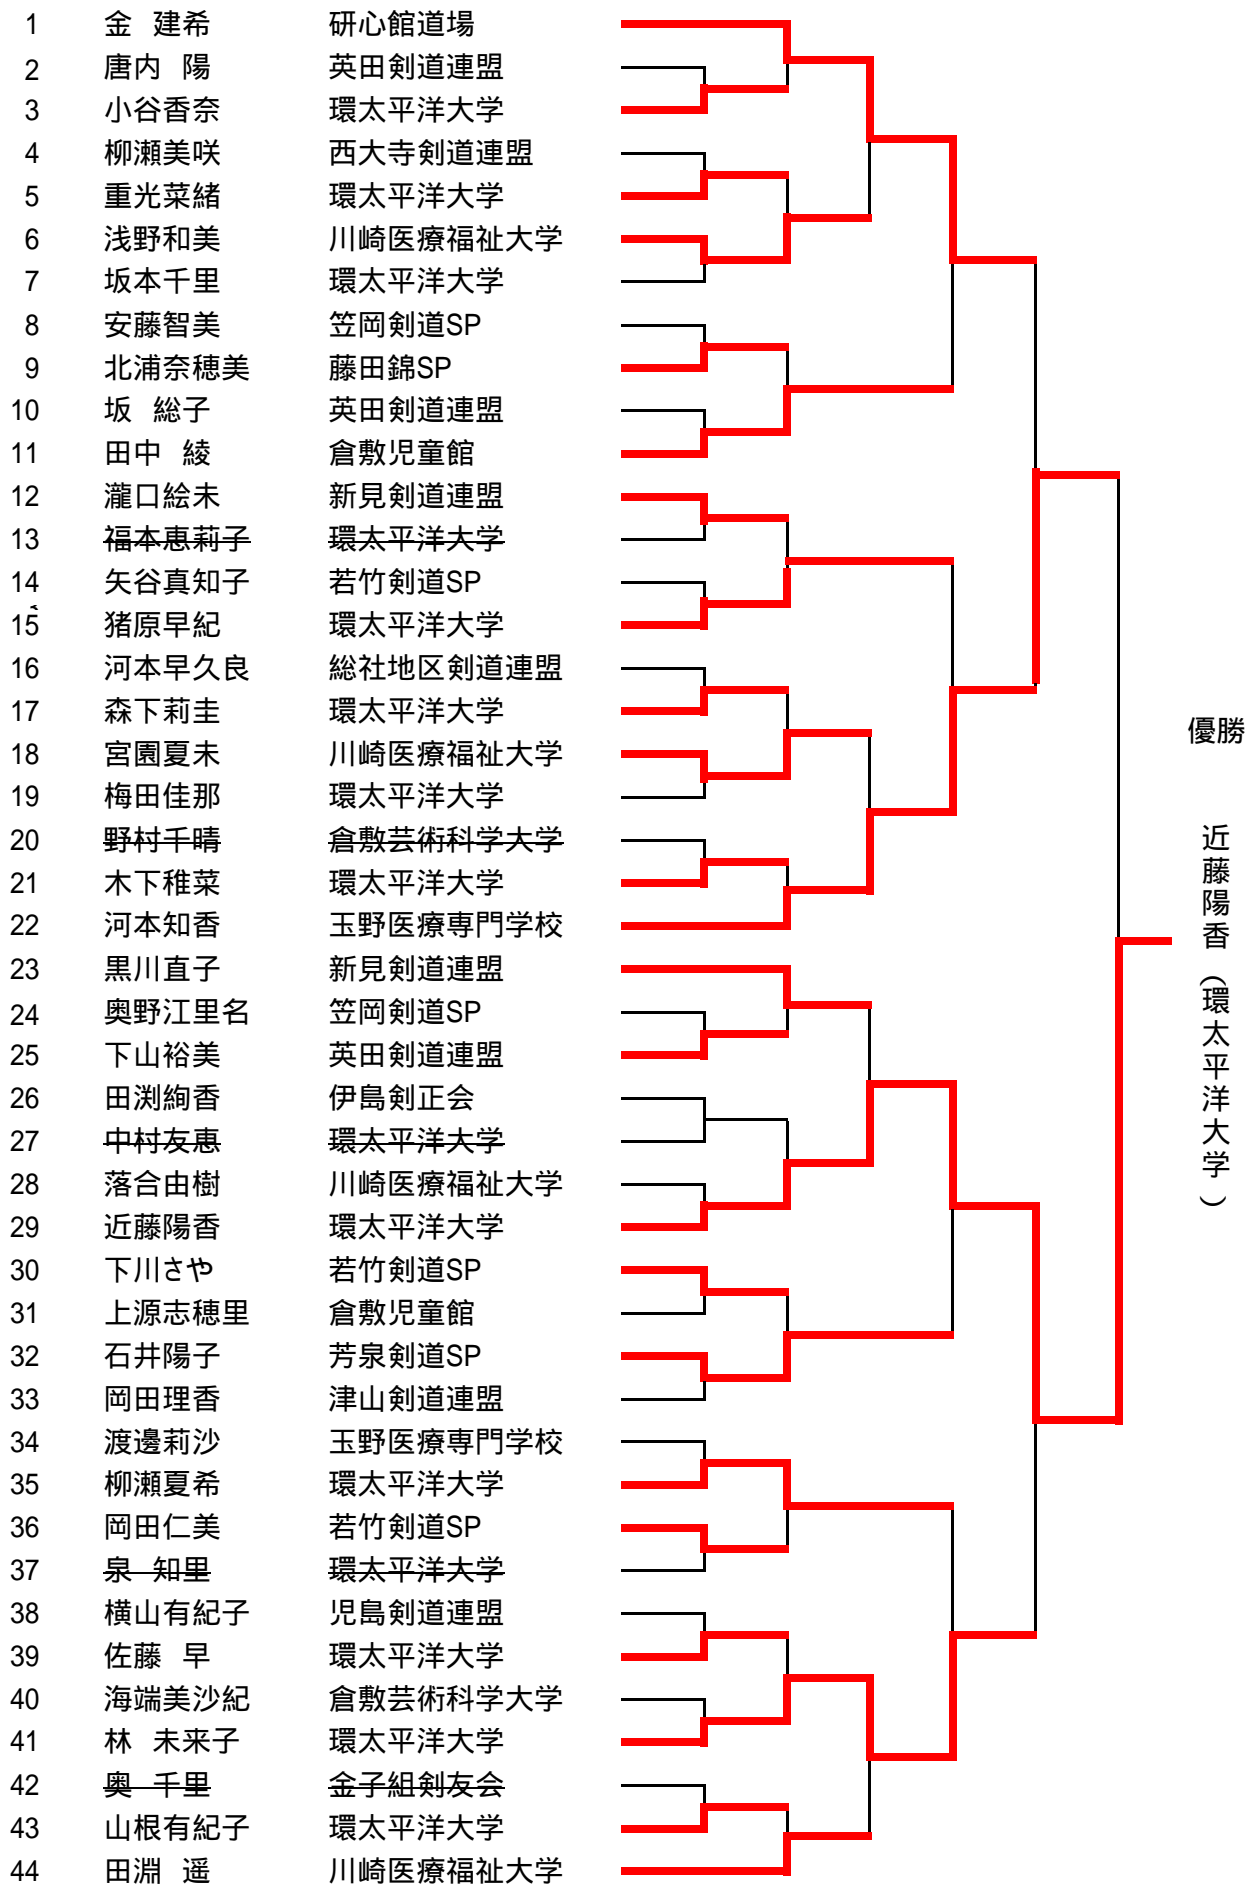 1 金 建希 研心館道場
2 唐内 陽 英田剣道連盟
3 小谷香奈 環太平洋大学
4 柳瀬美咲 西大寺剣道連盟
5 重光菜緒 環太平洋大学
6 浅野和美 川崎医療福祉大学
7 坂本千里 環太平洋大学
8 安藤智美 笠岡剣道SP
9 北浦奈穂美 藤田錦SP
10 坂 総子 英田剣道連盟
11 田中 綾 倉敷児童館
12 瀧口絵未 新見剣道連盟
13 福本恵莉子 環太平洋大学
14 矢谷真知子 若竹剣道SP
15 猪原早紀 環太平洋大学
16 河本早久良 総社地区剣道連盟
17 森下莉圭 環太平洋大学
18 宮園夏未 川崎医療福祉大学
19 梅田佳那 環太平洋大学
20 野村千晴 倉敷芸術科学大学
21 木下稚菜 環太平洋大学
22 河本知香 玉野医療専門学校
23 黒川直子 新見剣道連盟
24 奥野江里名 笠岡剣道SP
25 下山裕美 英田剣道連盟
26 田渕絢香 伊島剣正会
27 中村友恵 環太平洋大学
28 落合由樹 川崎医療福祉大学
29 近藤陽香 環太平洋大学
30 下川さや 若竹剣道SP
31 上源志穂里 倉敷児童館
32 石井陽子 芳泉剣道SP
33 岡田理香 津山剣道連盟
34 渡邊莉沙 玉野医療専門学校
35 柳瀬夏希 環太平洋大学
36 岡田仁美 若竹剣道SP
37 泉 知里 環太平洋大学
38 横山有紀子 児島剣道連盟
39 佐藤 早 環太平洋大学
40 海端美沙紀 倉敷芸術科学大学
41 林 未来子 環太平洋大学
42 奥 千里 金子組剣友会
43 山根有紀子 環太平洋大学
44 田淵 遥 川崎医療福祉大学
優勝
近藤陽香（環太平洋大学）